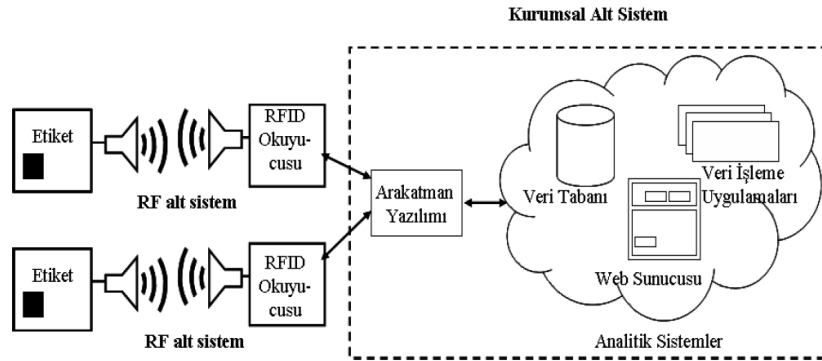 Kurumsal Alt Sistem
Etiket
RFID
Okuyu-
cusu
RF alt sistem
Etiket
RFID
Okuyu-
cusu
RF alt sistem
Arakatman
Yazılımı
Veri Tabanı
Veri İşleme
Uygulamaları
Web Sunucusu
Analitik Sistemler